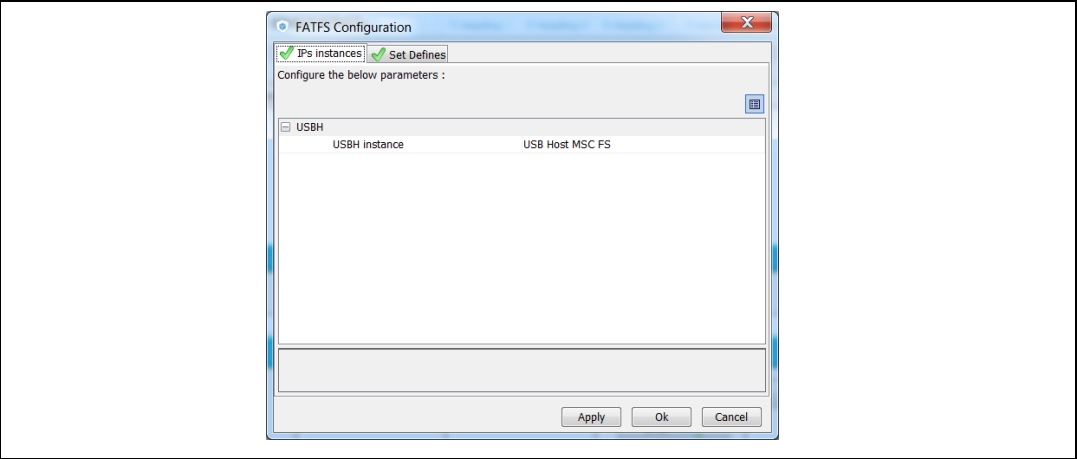 FATFS Configuration
IPs instances Set Defines
Configure the below parameters :
USBH
USBH instance USB Host MSC FS
Apply Ok Cancel